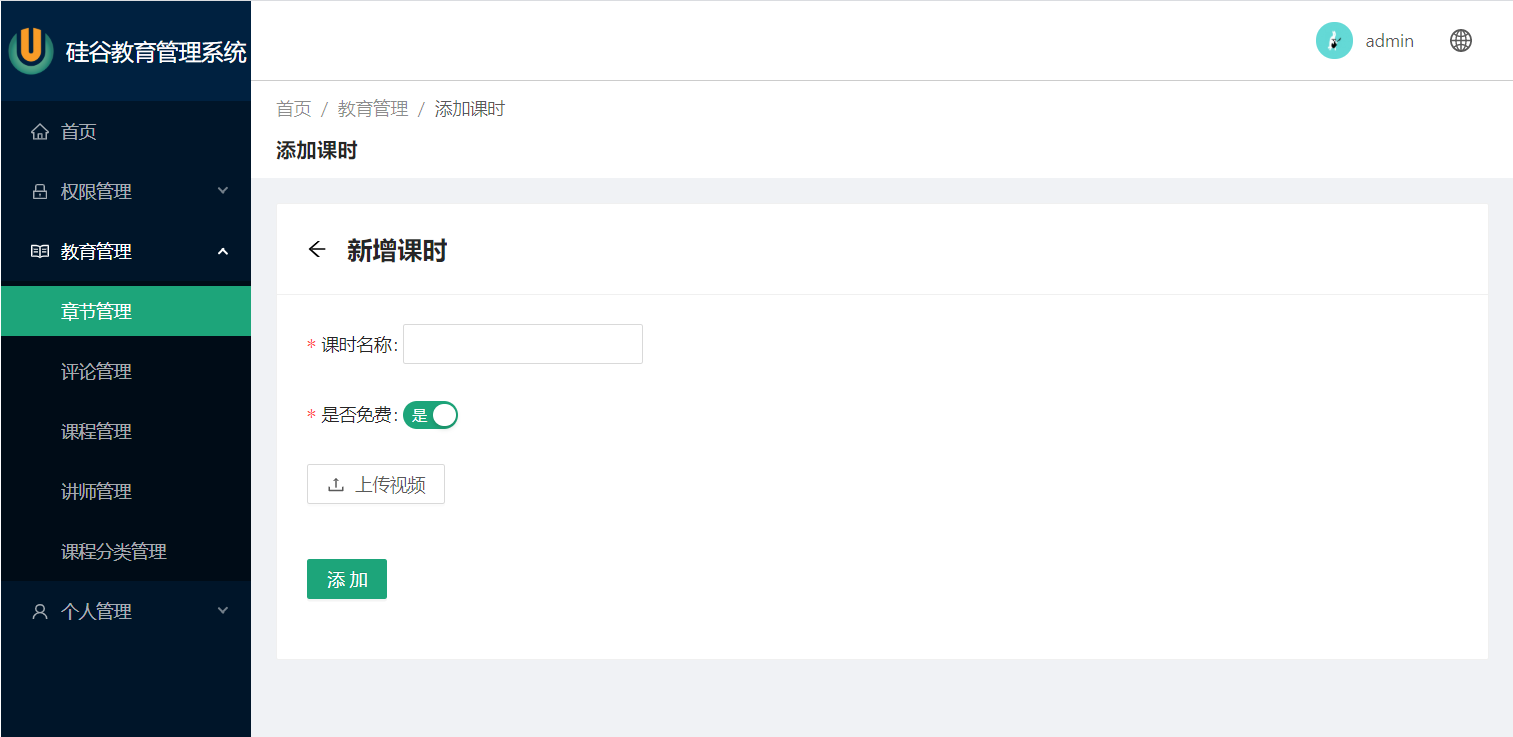 硅谷教育管理系统
admin
首页
权限管理
教育管理
章节管理
评论管理
课程管理
讲师管理
课程分类管理
个人管理
首页 / 教育管理 / 添加课时
添加课时
新增课时
* 课时名称:
* 是否免费: 是
上传视频
添 加